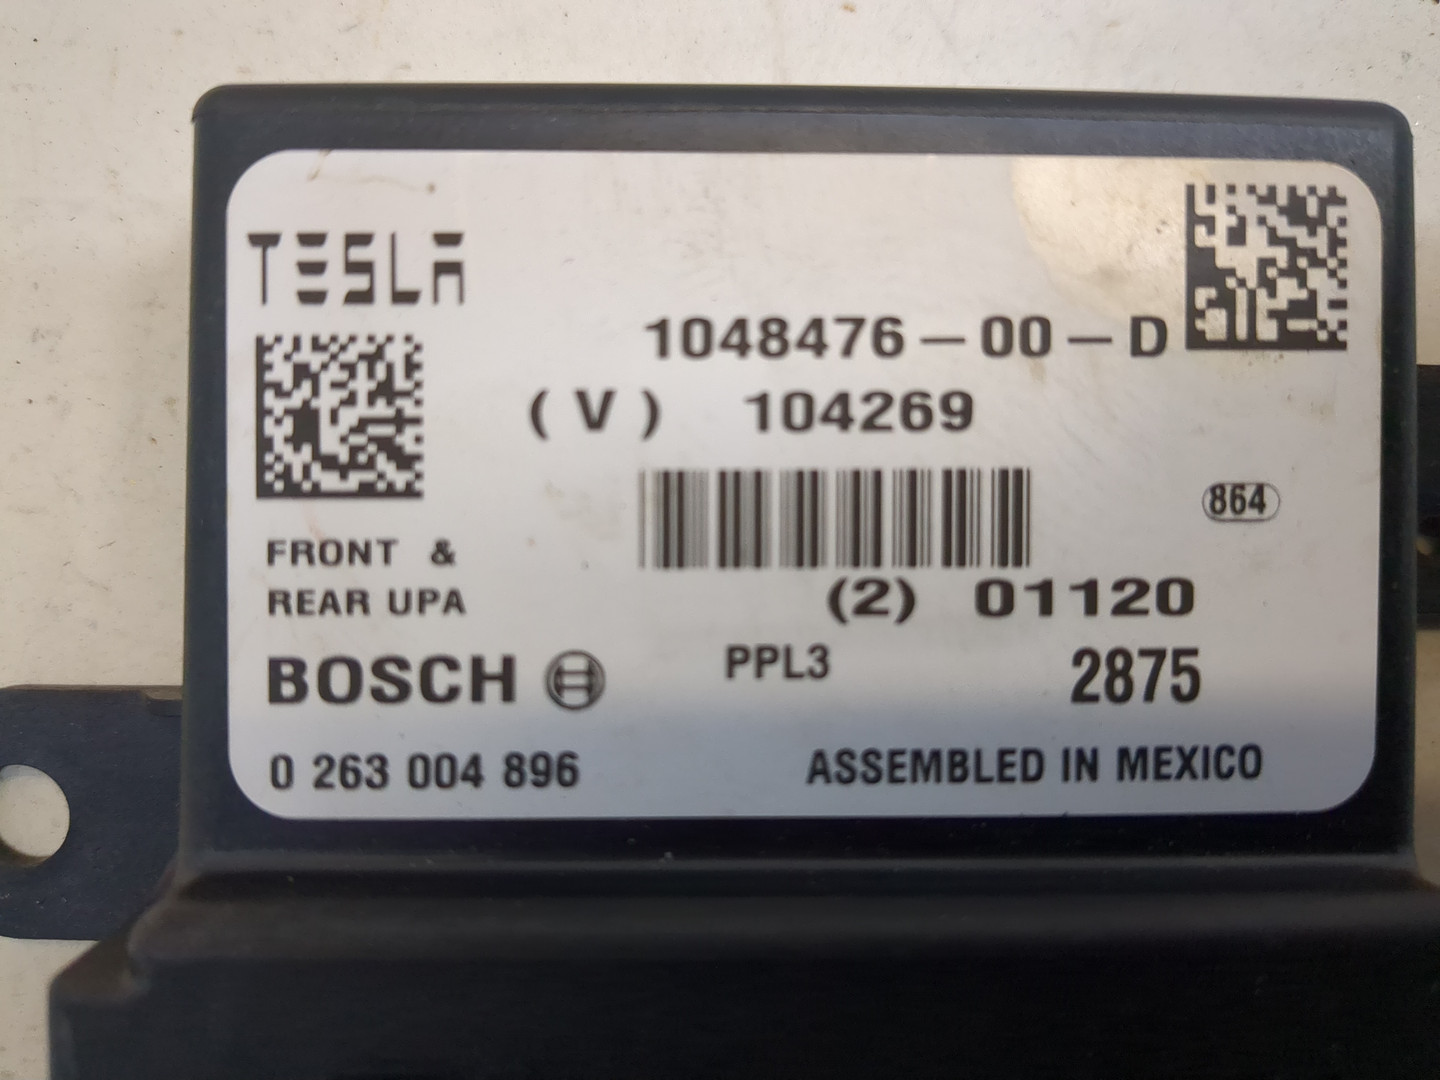 TESLA
1048476-00-D
(V) 104269
864
FRONT &
REAR UPA
(2) 01120
BOSCH
PPL3
2875
0 263 004 896
ASSEMBLED IN MEXICO